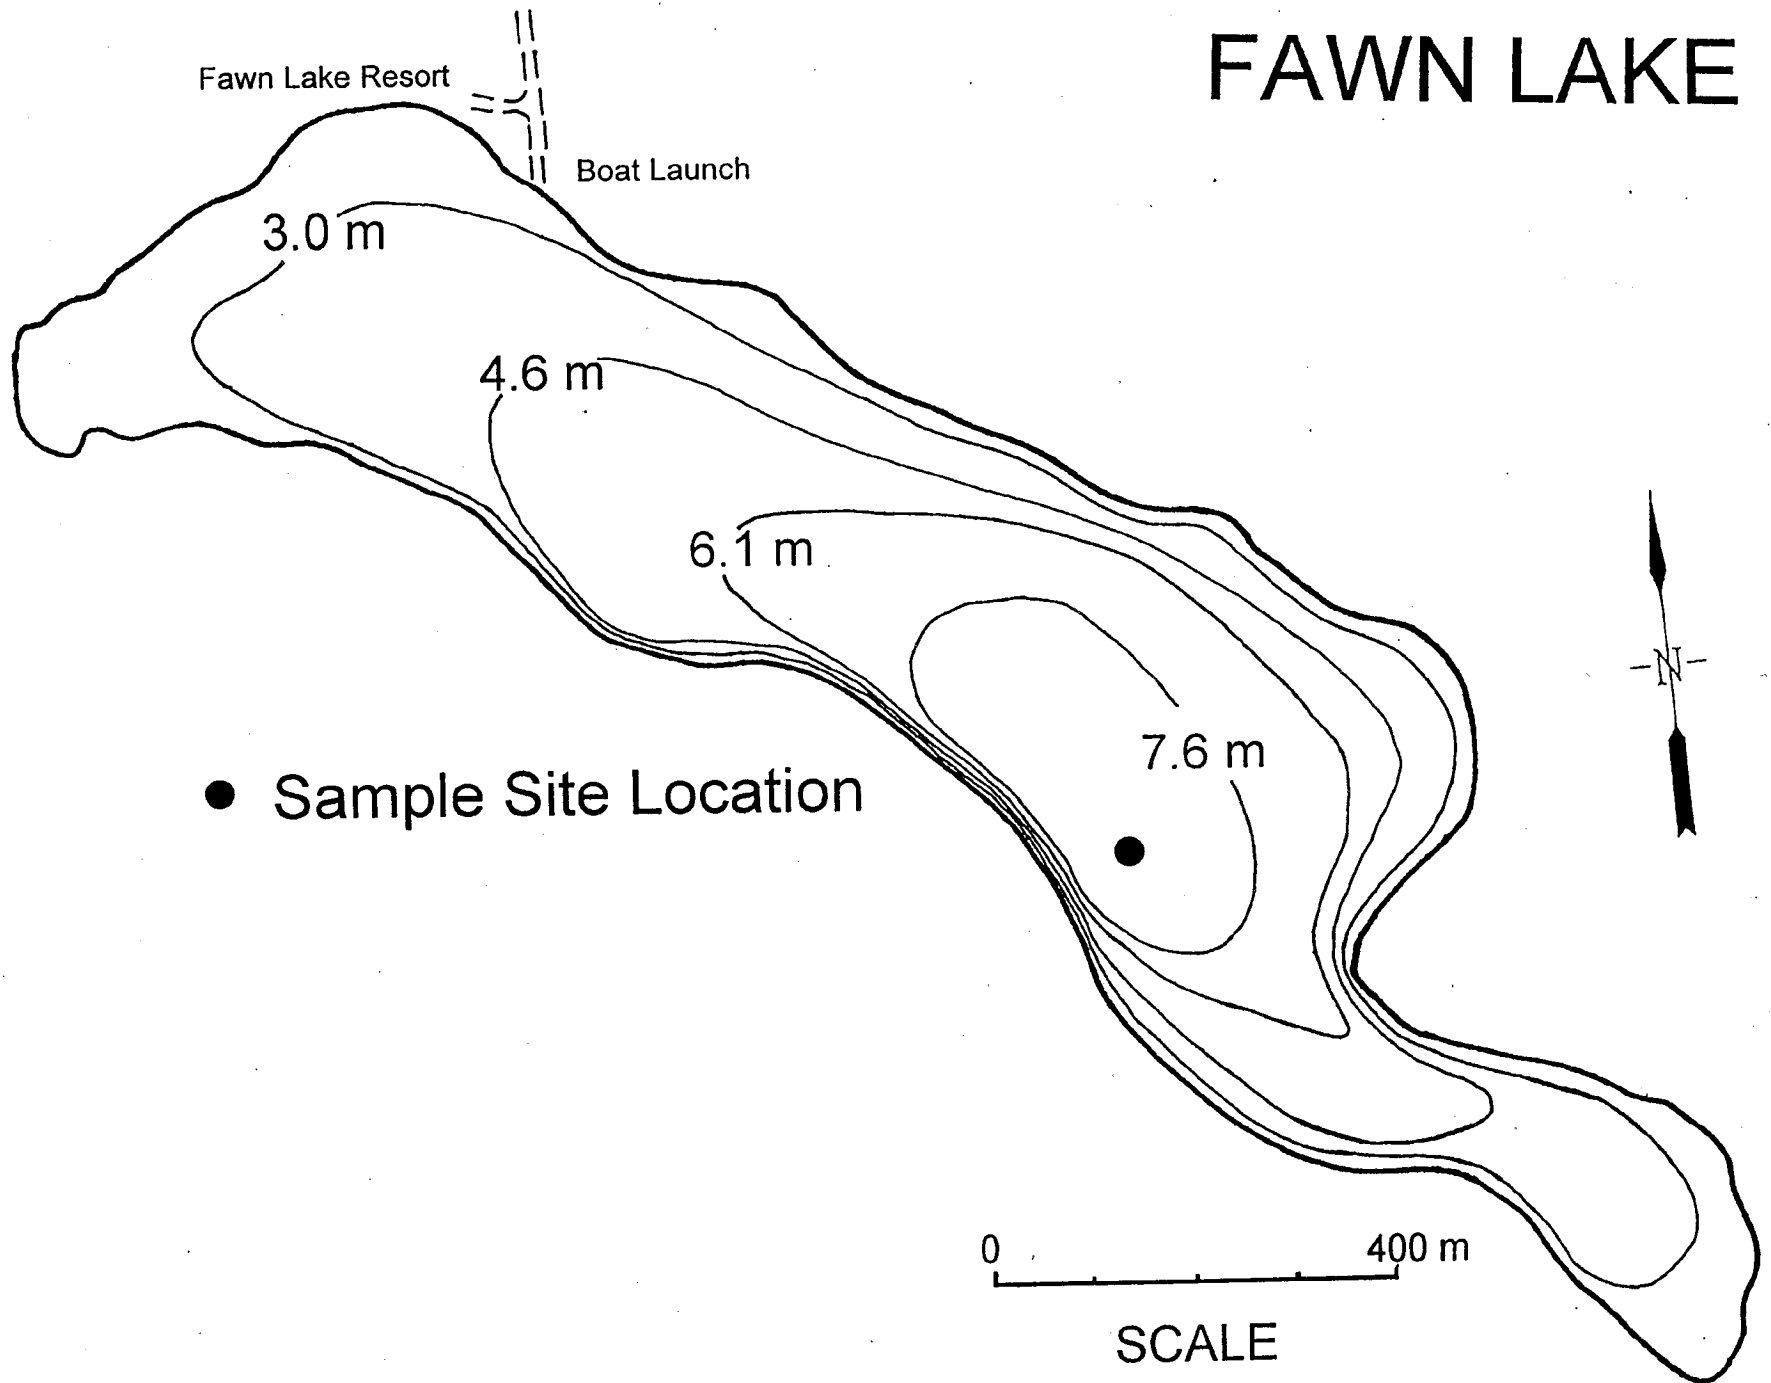 FAWN LAKE
Fawn Lake Resort
Boat Launch
3.0 m
4.6 m
6.1 m
7.6 m
N
Sample Site Location
0 400 m
SCALE